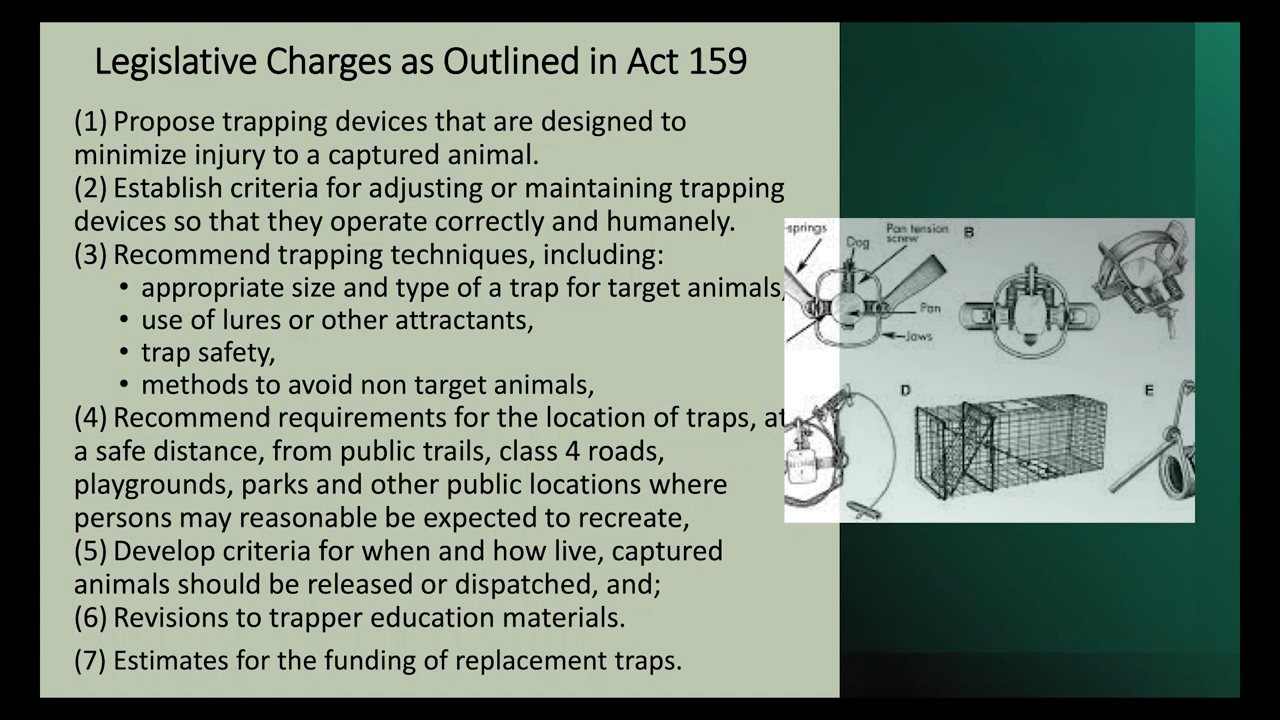 Legislative Charges as Outlined in Act 159
(1) Propose trapping devices that are designed to
minimize injury to a captured animal.
(2) Establish criteria for adjusting or maintaining trapping
devices so that they operate correctly and humanely.
(3) Recommend trapping techniques, including:
• appropriate size and type of a trap for target animals,
• use of lures or other attractants,
• trap safety,
• methods to avoid non target animals,
(4) Recommend requirements for the location of traps, at
a safe distance, from public trails, class 4 roads,
playgrounds, parks and other public locations where
persons may reasonable be expected to recreate,
(5) Develop criteria for when and how live, captured
animals should be released or dispatched, and;
(6) Revisions to trapper education materials.
(7) Estimates for the funding of replacement traps.
-springs
Dog
Pan tension
screw
B
Pan
Jaws
D
E